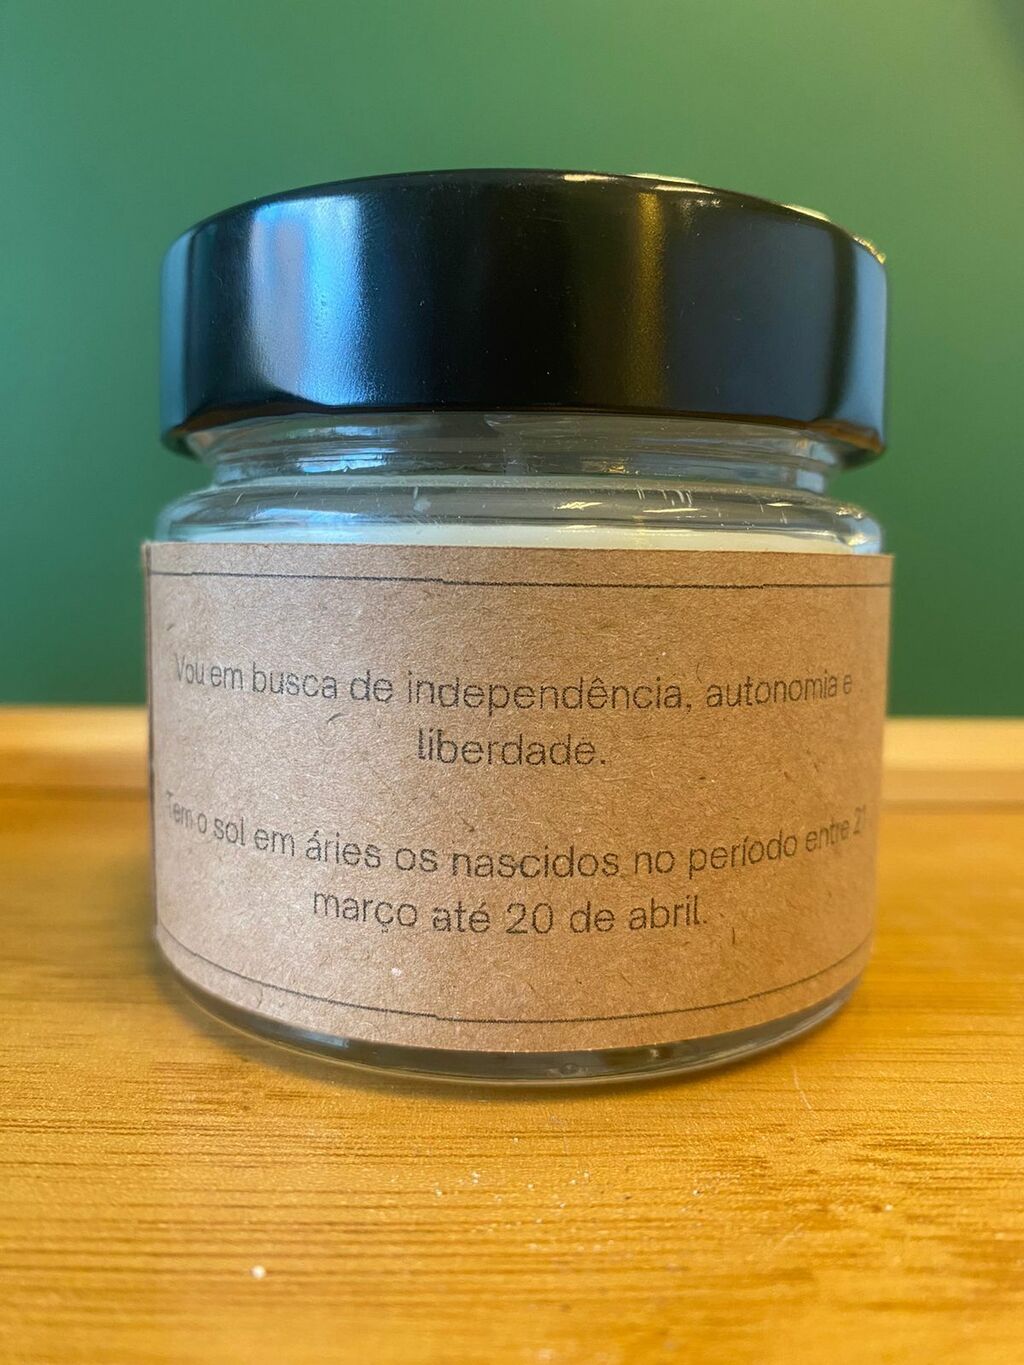 Vou em busca de independência, autonomia e
liberdade.
Tem o sol em áries os nascidos no período entre 21
março até 20 de abril.